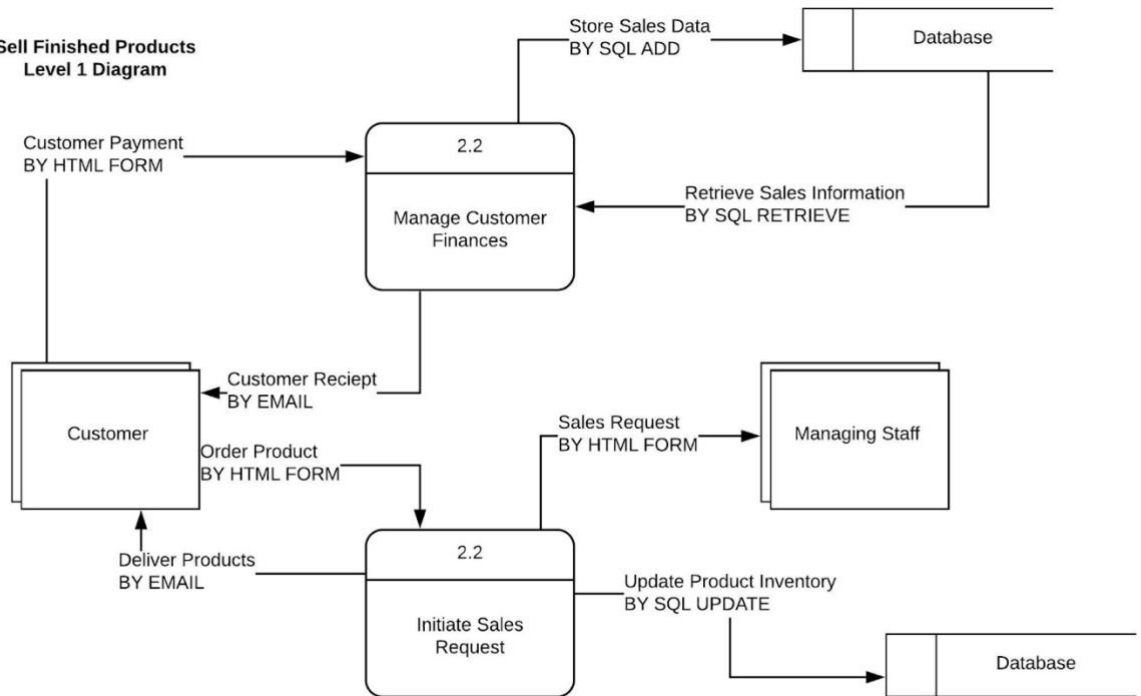 Sell Finished Products
Level 1 Diagram
Store Sales Data
BY SQL ADD
Database
Customer Payment
BY HTML FORM
2.2
Manage Customer
Finances
Retrieve Sales Information
BY SQL RETRIEVE
Customer Reciept
BY EMAIL
Customer
Order Product
BY HTML FORM
Sales Request
BY HTML FORM
Managing Staff
Deliver Products
BY EMAIL
2.2
Initiate Sales
Request
Update Product Inventory
BY SQL UPDATE
Database